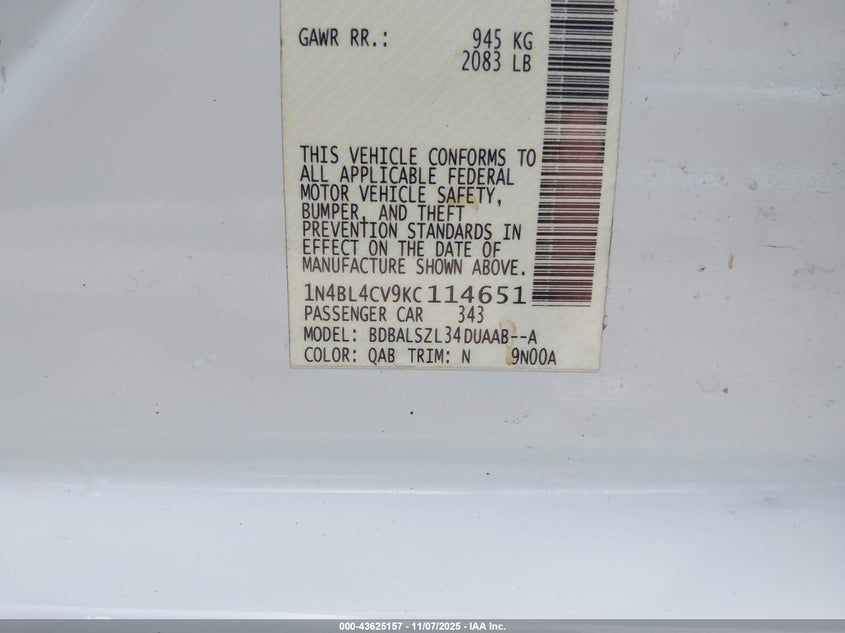 GAWR RR.: 945 KG
2083 LB
THIS VEHICLE CONFORMS TO
ALL APPLICABLE FEDERAL
MOTOR VEHICLE SAFETY,
BUMPER, AND THEFT
PREVENTION STANDARDS IN
EFFECT ON THE DATE OF
MANUFACTURE SHOWN ABOVE.
1N4BL4CV9KC114651
PASSENGER CAR 343
MODEL: BDBALSZL34DUAAB--A
COLOR: QAB TRIM: N 9N00A
000-43625157 - 11/07/2025 - IAA Inc.